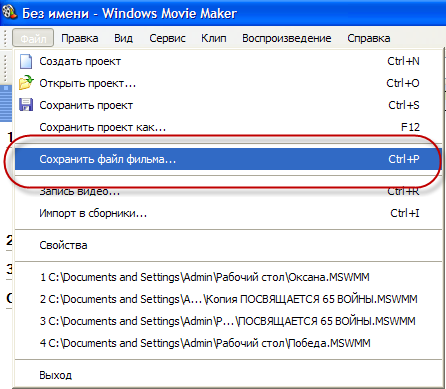 Без имени - Windows Movie Maker
Файл Правка Вид Сервис Клип Воспроизведение Справка
Создать проект Ctrl+N
Открыть проект... Ctrl+O
Сохранить проект Ctrl+S
Сохранить проект как... F12
Сохранить файл фильма... Ctrl+P
Запись видео... Ctrl+R
Импорт в сборники... Ctrl+I
Свойства
1 C:\Documents and Settings\Admin\Рабочий стол\Оксана.MSWMM
2 C:\Documents and Settings\A...\Копия ПОСВЯЩАЕТСЯ 65 ВОЙНЫ.MSWMM
3 C:\Documents and Settings\Admin\Р...\ПОСВЯЩАЕТСЯ 65 ВОЙНЫ.MSWMM
4 C:\Documents and Settings\Admin\Рабочий стол\Победа.MSWMM
Выход
1
2
3